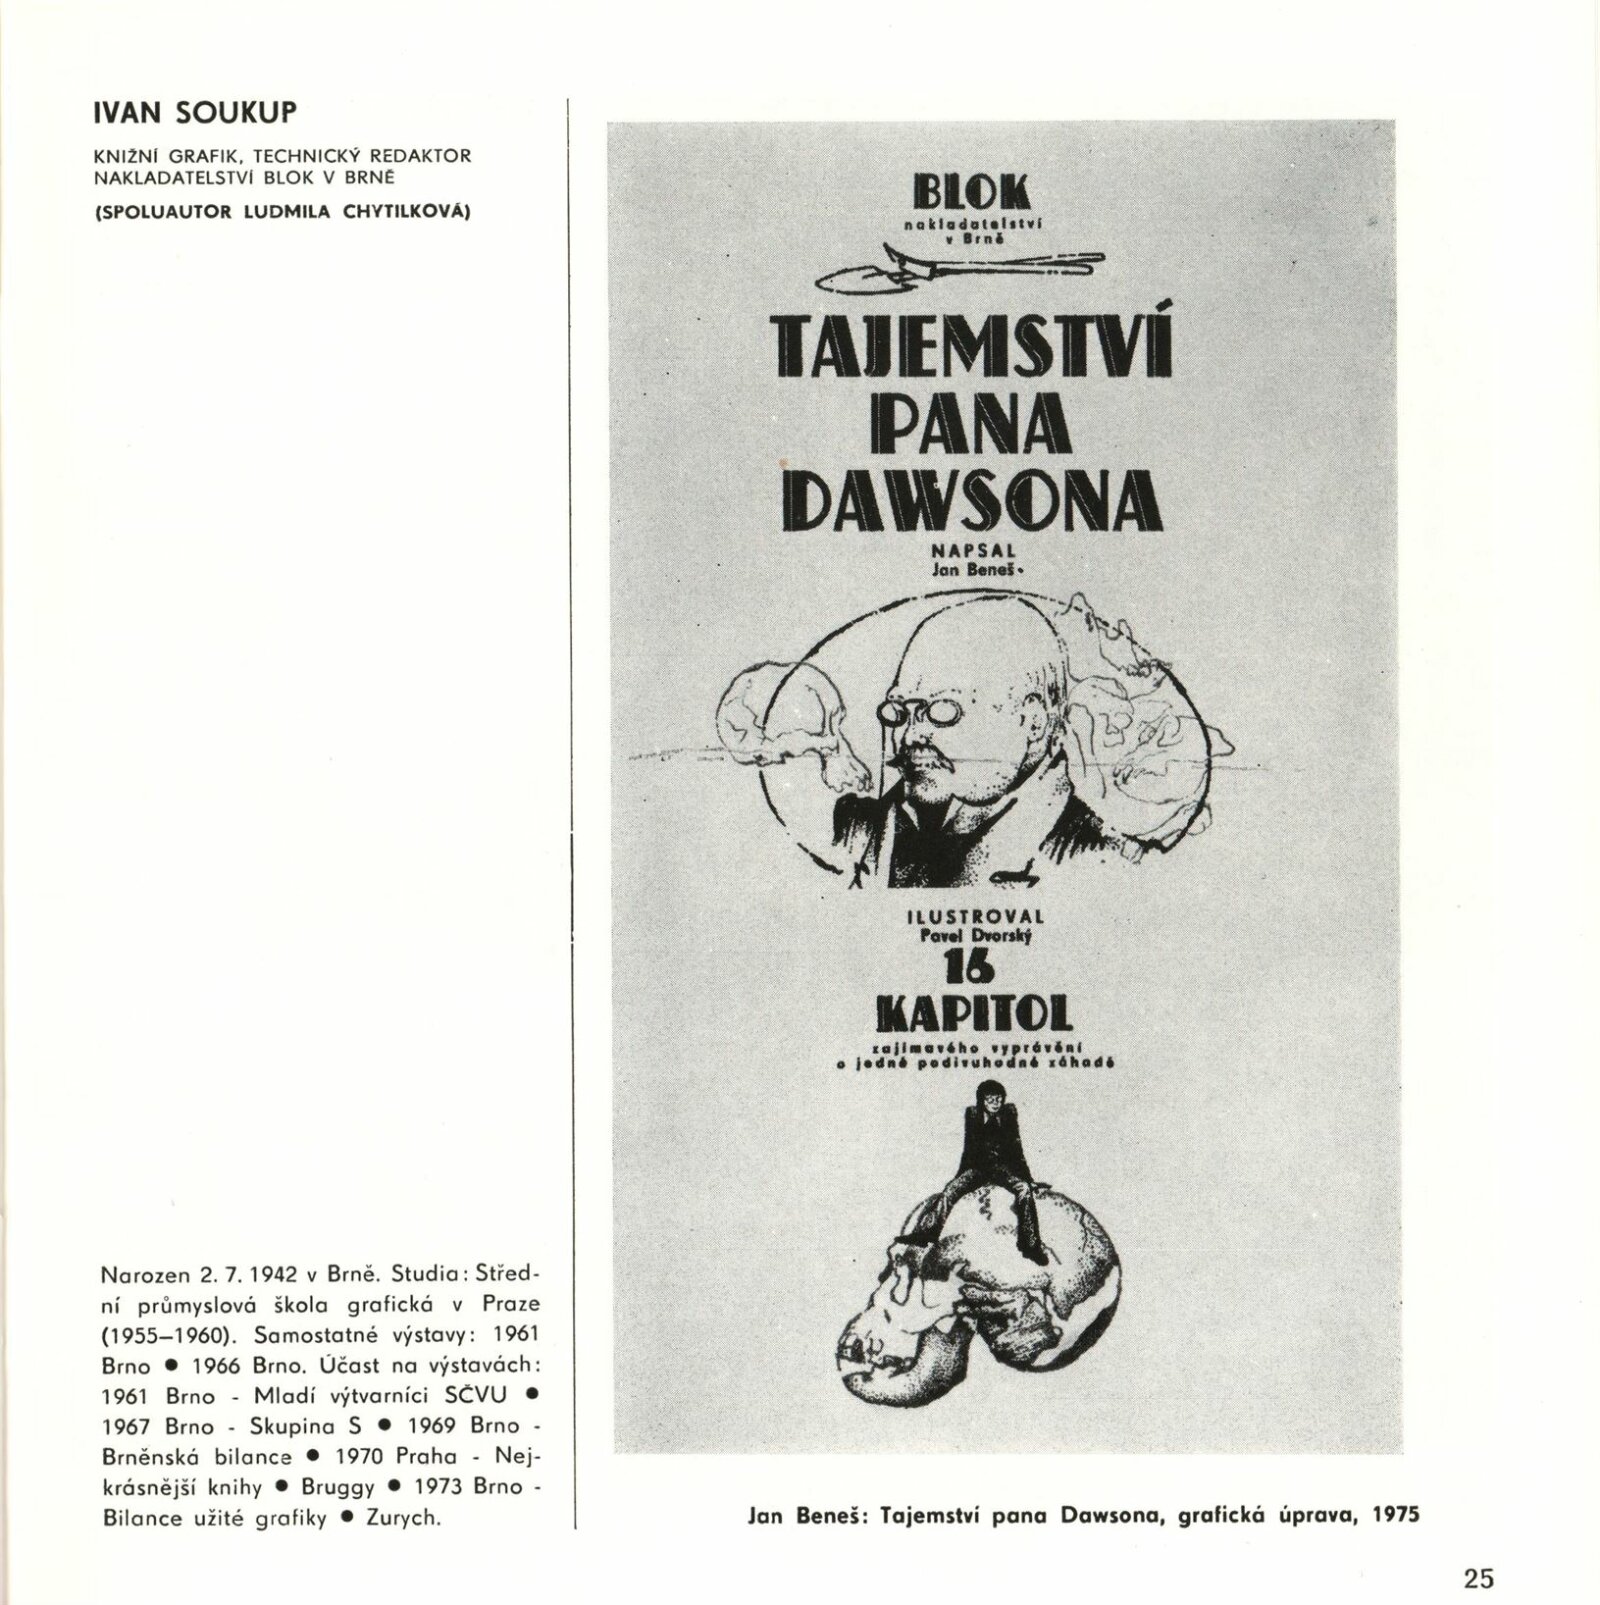 IVAN SOUKUP
KNIŽNÍ GRAFIK, TECHNICKÝ REDAKTOR
NAKLADATELSTVÍ BLOK V BRNĚ
(SPOLUAUTOR LUDMILA CHYTILKOVÁ)
BLOK
nakladatelství
v Brně
TAJEMSTVÍ
PANA
DAWSONA
NAPSAL
Jan Beneš
ILUSTROVAL
Pavel Dvorský
16
KAPITOL
zajímavého vyprávění
o jedné podivuhodné záhadě
Narozen 2. 7. 1942 v Brně. Studia: Střed-
ní průmyslová škola grafická v Praze
(1955–1960). Samostatné výstavy: 1961
Brno ● 1966 Brno. Účast na výstavách:
1961 Brno - Mladí výtvarníci SČVU ●
1967 Brno - Skupina S ● 1969 Brno -
Brněnská bilance ● 1970 Praha - Nej-
krásnější knihy ● Bruggy ● 1973 Brno -
Bilance užité grafiky ● Zurych.
Jan Beneš: Tajemství pana Dawsona, grafická úprava, 1975
25